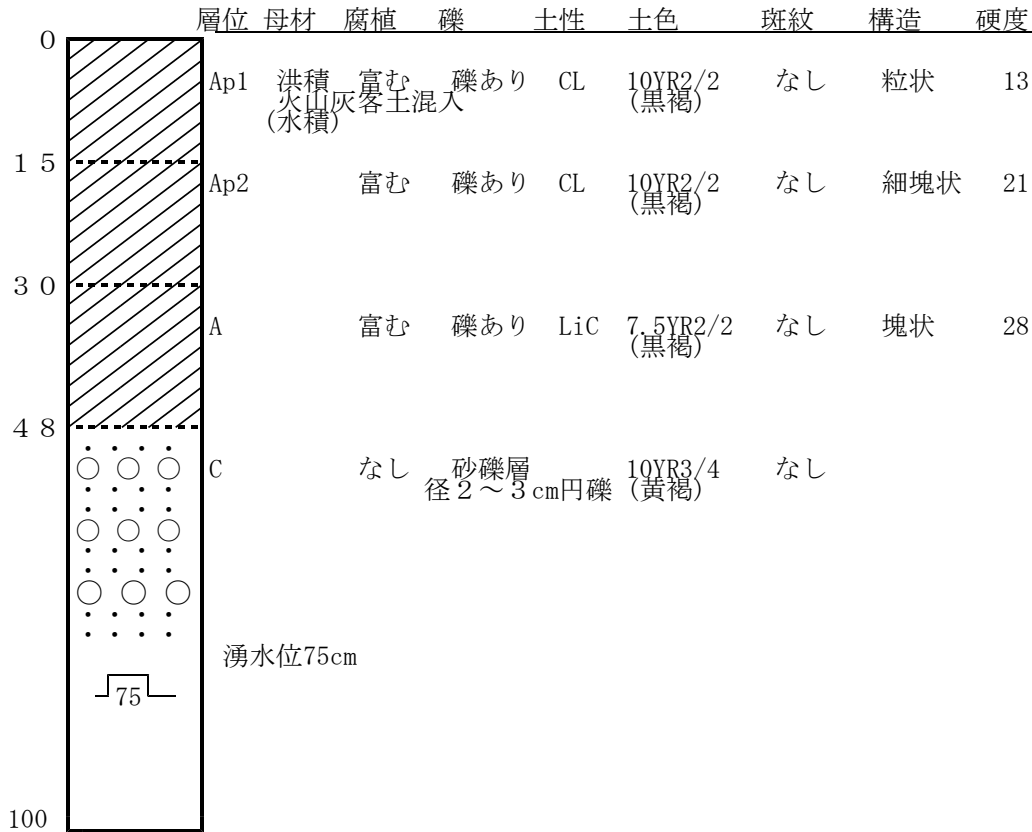 層位 母材 腐植 礫 土性 土色 斑紋 構造 硬度
0
Ap1 洪積 富む 礫あり CL 10YR2/2 なし 粒状 13
火山灰客土混入 (黒褐)
(水積)
15
Ap2 富む 礫あり CL 10YR2/2 なし 細塊状 21
(黒褐)
30
A 富む 礫あり LiC 7.5YR2/2 なし 塊状 28
(黒褐)
48
C なし 砂礫層 10YR3/4 なし
径2～3cm円礫 (黄褐)
湧水位75cm
75
100